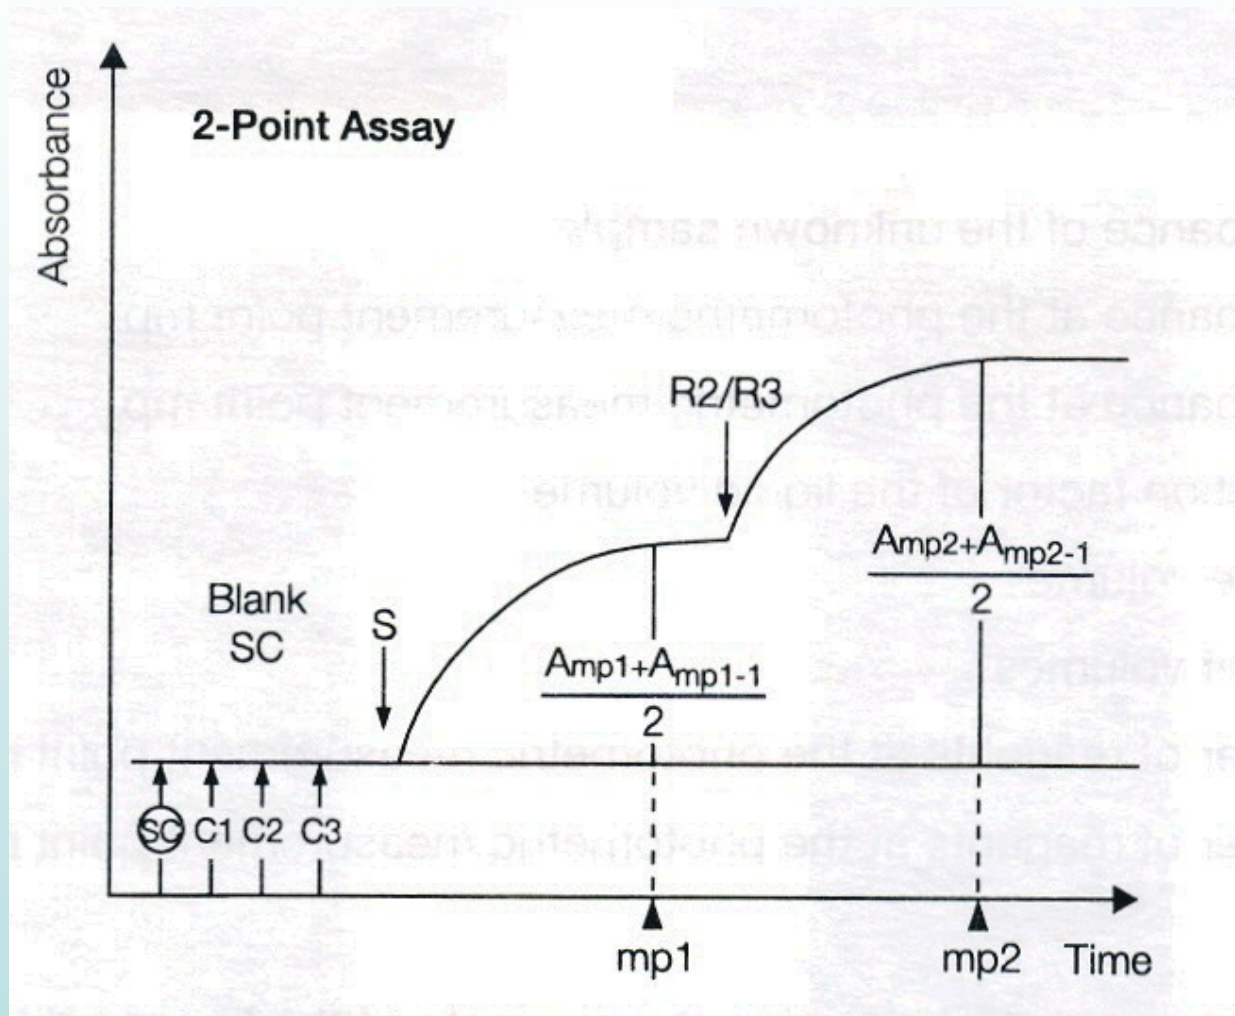 Absorbance
2-Point Assay
R2/R3
Amp2+Amp2-1
2
Blank
SC
S
Amp1+Amp1-1
2
SC C1 C2 C3
mp1 mp2 Time